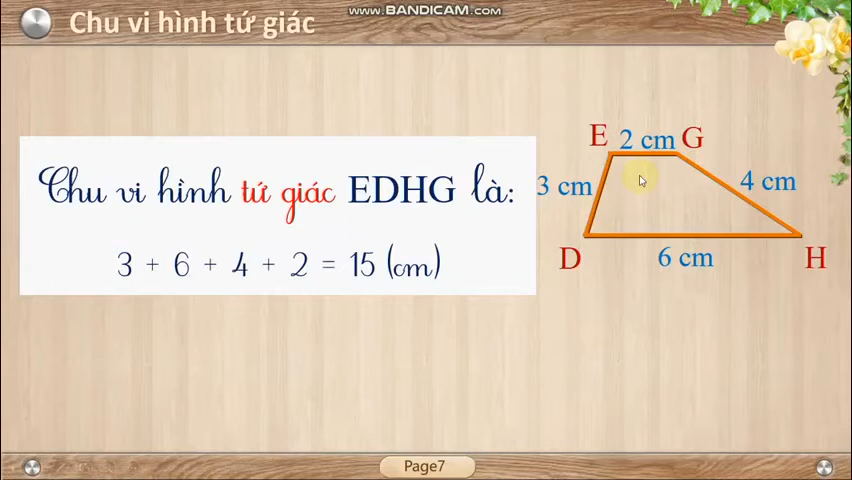 www.BANDICAM.com
Chu vi hình tứ giác
Chu vi hình tứ giác EDHG là:
3 + 6 + 4 + 2 = 15 (cm)
E 2 cm G
3 cm
4 cm
D
6 cm
H
Page7